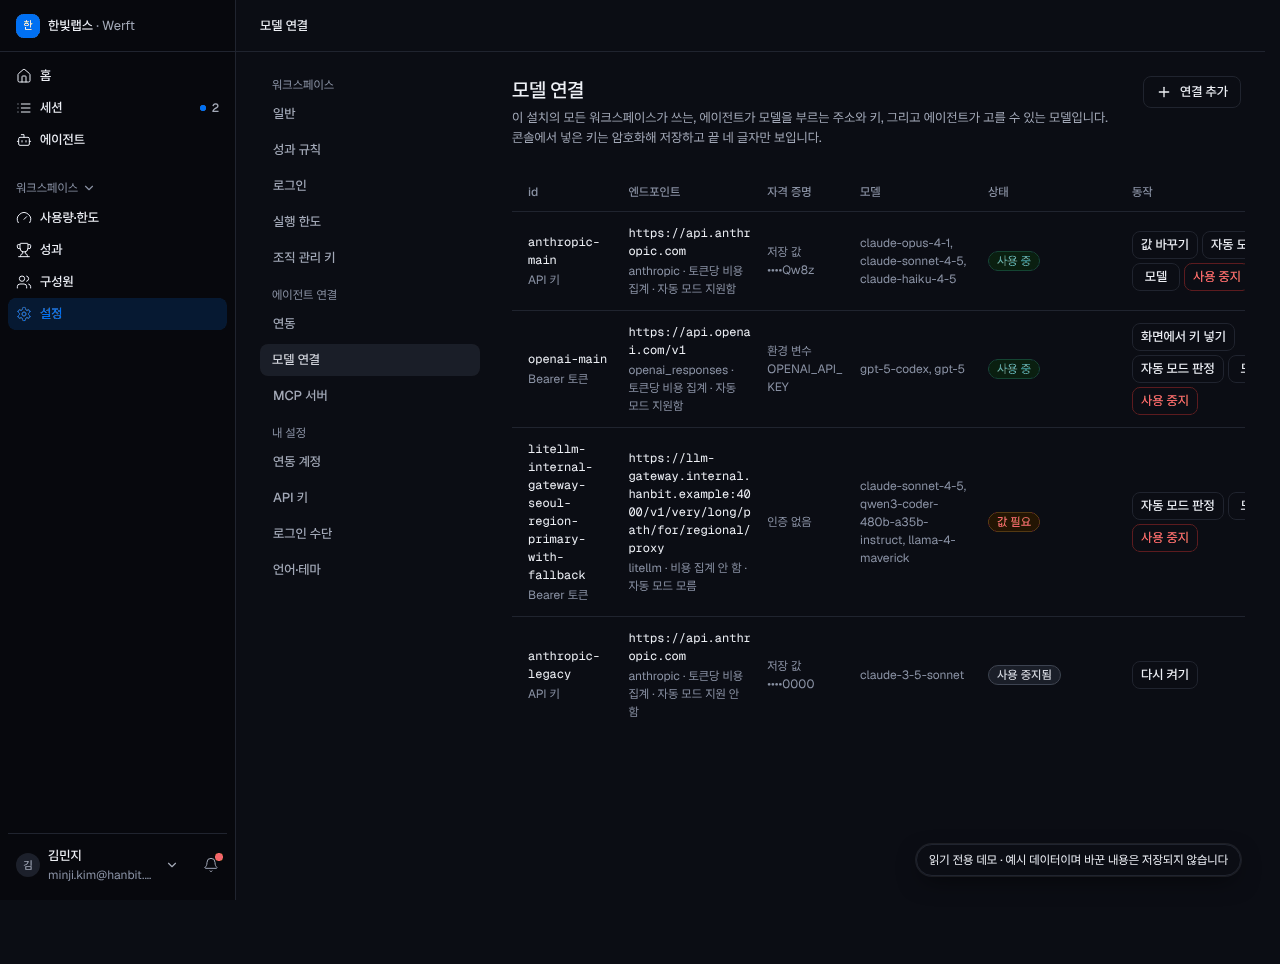 한 한빛랩스 · Werft
모델 연결
홈
세션 2
에이전트
워크스페이스
사용량·한도
성과
구성원
설정
김 김민지
minji.kim@hanbit....
워크스페이스
일반
성과 규칙
로그인
실행 한도
조직 관리 키
에이전트 연결
연동
모델 연결
MCP 서버
내 설정
연동 계정
API 키
로그인 수단
언어·테마
모델 연결
연결 추가
이 설치의 모든 워크스페이스가 쓰는, 에이전트가 모델을 부르는 주소와 키, 그리고 에이전트가 고를 수 있는 모델입니다.
콘솔에서 넣은 키는 암호화해 저장하고 끝 네 글자만 보입니다.
id 엔드포인트 자격 증명 모델 상태 동작
anthropic-
main
API 키
https://api.anthr
opic.com
anthropic · 토큰당 비용
집계 · 자동 모드 지원함
저장 값
••••Qw8z
claude-opus-4-1,
claude-sonnet-4-5,
claude-haiku-4-5
사용 중
값 바꾸기 자동 모
모델 사용 중지
openai-main
Bearer 토큰
https://api.opena
i.com/v1
openai_responses ·
토큰당 비용 집계 · 자동
모드 지원함
환경 변수
OPENAI_API_
KEY
gpt-5-codex, gpt-5
사용 중
화면에서 키 넣기
자동 모드 판정
사용 중지
litellm-
internal-
gateway-
seoul-
region-
primary-
with-
fallback
Bearer 토큰
https://llm-
gateway.internal.
hanbit.example:40
00/v1/very/long/p
ath/for/regional/
proxy
litellm · 비용 집계 안 함 ·
자동 모드 모름
인증 없음
claude-sonnet-4-5,
qwen3-coder-
480b-a35b-
instruct, llama-4-
maverick
값 필요
자동 모드 판정
사용 중지
anthropic-
legacy
API 키
https://api.anthr
opic.com
anthropic · 토큰당 비용
집계 · 자동 모드 지원 안
함
저장 값
••••0000
claude-3-5-sonnet
사용 중지됨
다시 켜기
읽기 전용 데모 · 예시 데이터이며 바꾼 내용은 저장되지 않습니다